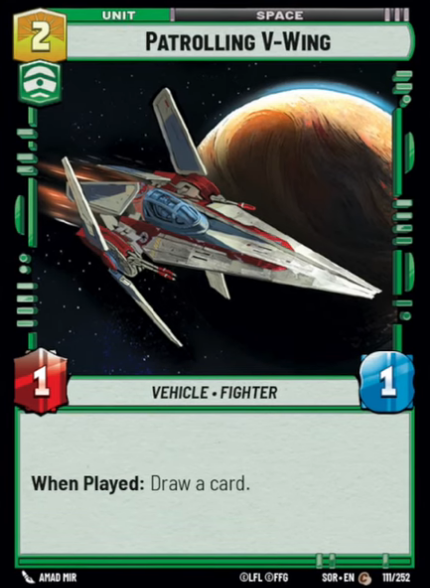 UNIT SPACE
2 PATROLLING V-WING
1 VEHICLE • FIGHTER 1
When Played: Draw a card.
AMAD MIR ©LFL ©FFG SOR • EN C 111/252